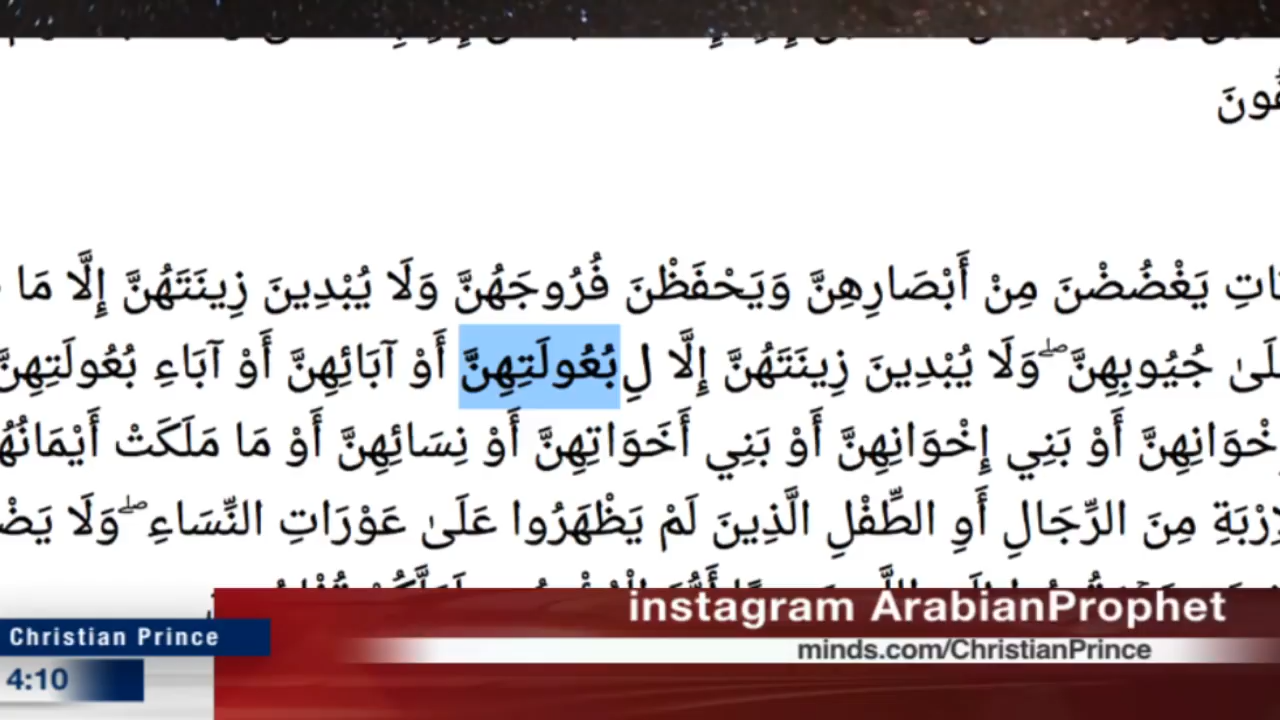 فُونَ
اتِ يَغْضُضْنَ مِنْ أَبْصَارِهِنَّ وَيَحْفَظْنَ فُرُوجَهُنَّ وَلَا يُبْدِينَ زِينَتَهُنَّ إِلَّا مَا
لَىٰ جُيُوبِهِنَّ ۖ وَلَا يُبْدِينَ زِينَتَهُنَّ إِلَّا لِبُعُولَتِهِنَّ أَوْ آبَائِهِنَّ أَوْ آبَاءِ بُعُولَتِهِنَّ
خْوَانِهِنَّ أَوْ بَنِي إِخْوَانِهِنَّ أَوْ بَنِي أَخَوَاتِهِنَّ أَوْ نِسَائِهِنَّ أَوْ مَا مَلَكَتْ أَيْمَانُهُ
رْبَةِ مِنَ الرِّجَالِ أَوِ الطِّفْلِ الَّذِينَ لَمْ يَظْهَرُوا عَلَىٰ عَوْرَاتِ النِّسَاءِ ۖ وَلَا يَضْ
instagram ArabianProphet
Christian Prince
minds.com/ChristianPrince
4:10